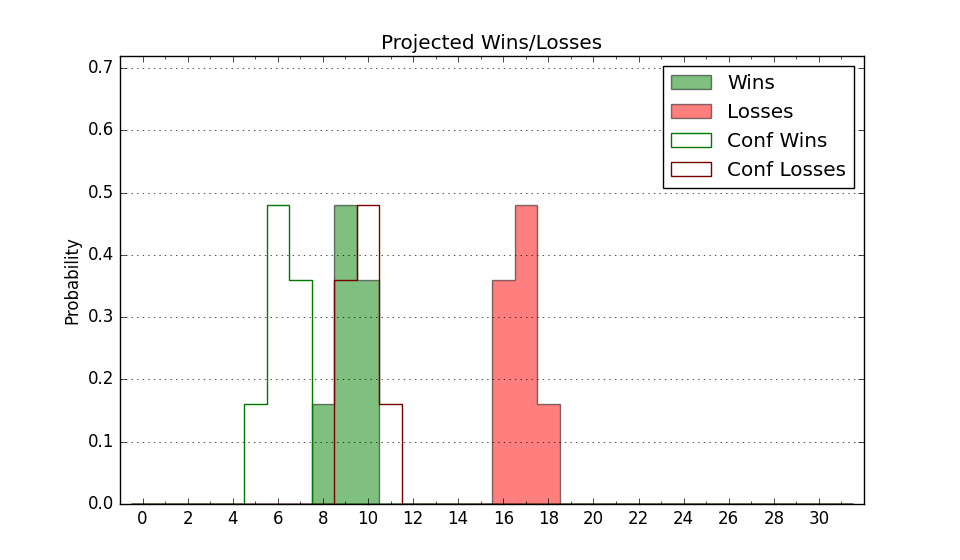 Projected Wins/Losses
0.7
0.6
0.5
0.4
0.3
0.2
0.1
0.0
Probability
Wins
Losses
Conf Wins
Conf Losses
0 2 4 6 8 10 12 14 16 18 20 22 24 26 28 30